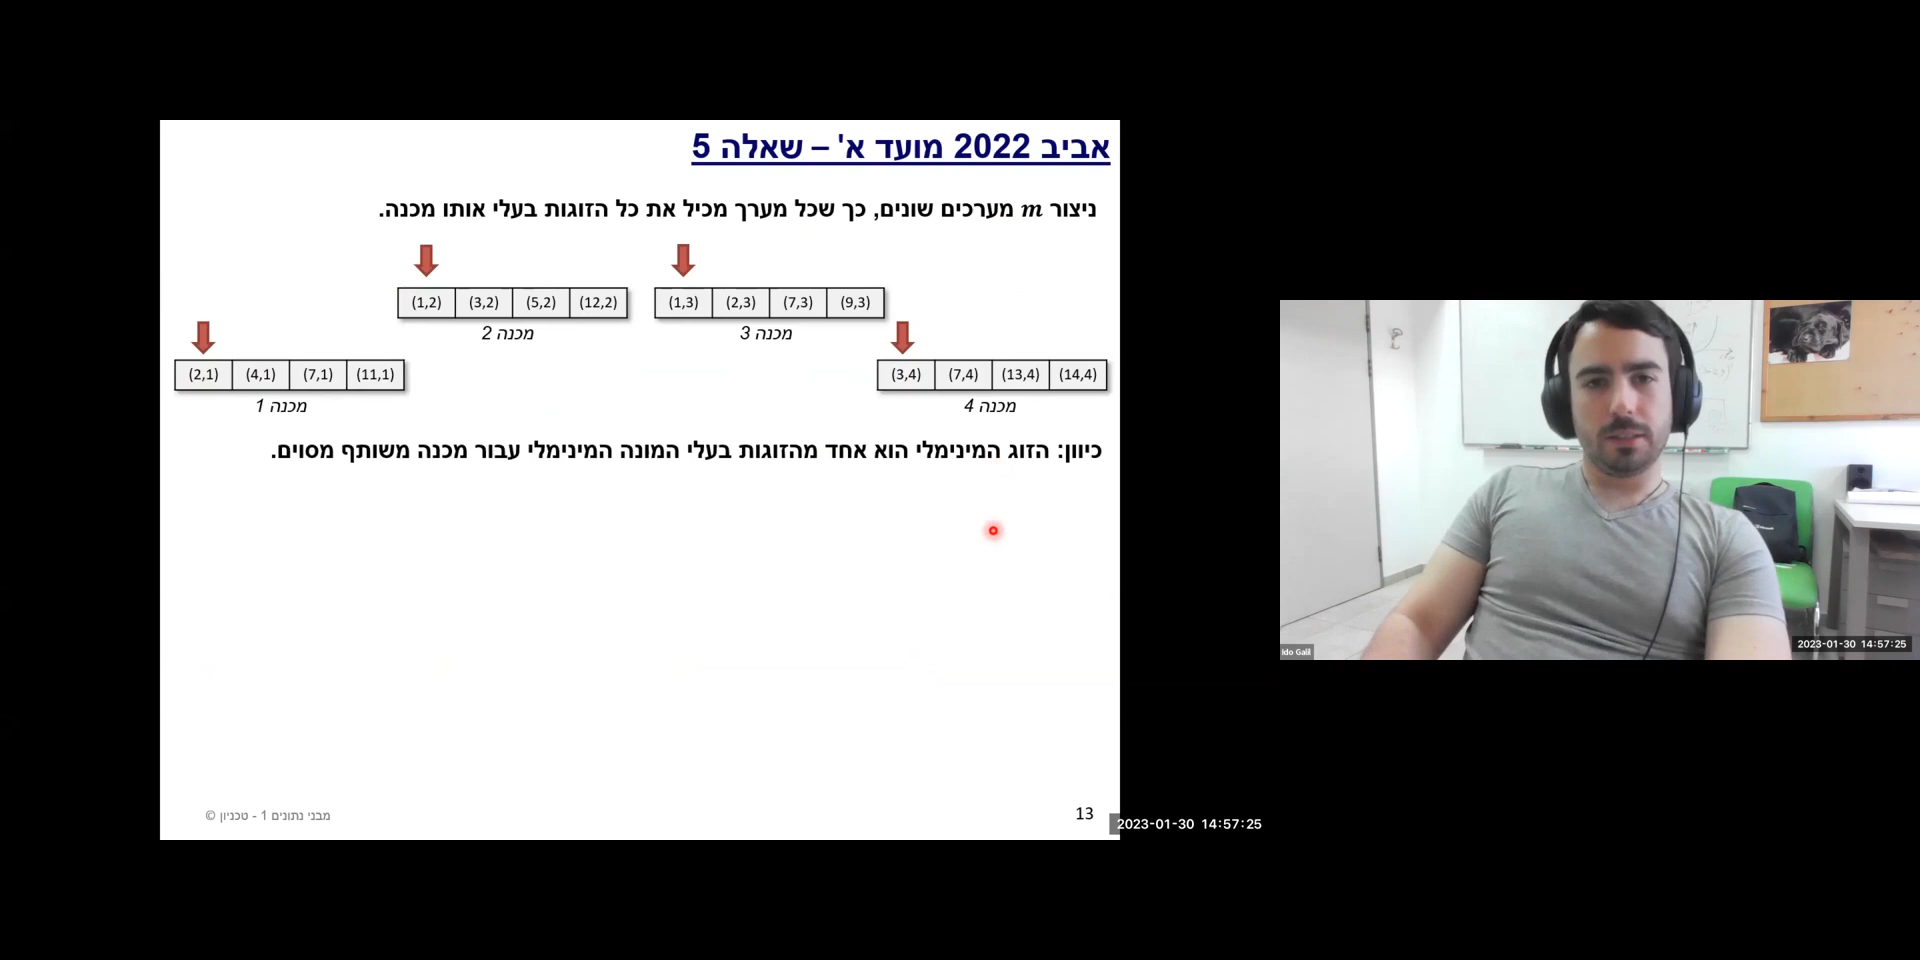 אביב 2022 מועד א' – שאלה 5
ניצור m מערכים שונים, כך שכל מערך מכיל את כל הזוגות בעלי אותו מכנה.
(1,2) (3,2) (5,2) (12,2)
מכנה 2
(1,3) (2,3) (7,3) (9,3)
מכנה 3
(2,1) (4,1) (7,1) (11,1)
מכנה 1
(3,4) (7,4) (13,4) (14,4)
מכנה 4
כיוון: הזוג המינימלי הוא אחד מהזוגות בעלי המונה המינימלי עבור מכנה משותף מסוים.
מבני נתונים 1 - טכניון ©
13
2023-01-30 14:57:25
Ido Galil
2023-01-30 14:57:25